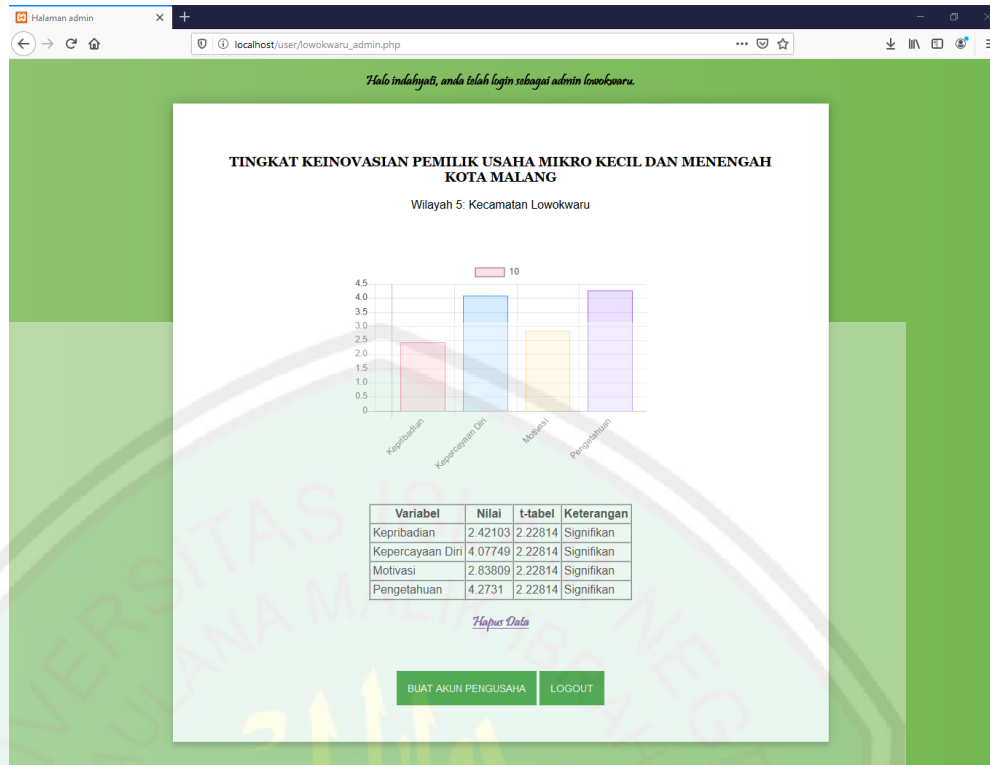 Halaman admin
localhost/user/lowokwaru_admin.php
Halo indahyati, anda telah login sebagai admin lowokwaru.
TINGKAT KEINOVASIAN PEMILIK USAHA MIKRO KECIL DAN MENENGAH
KOTA MALANG
Wilayah 5: Kecamatan Lowokwaru
10
4.5
4.0
3.5
3.0
2.5
2.0
1.5
1.0
0.5
0
Kepribadian
Kepercayaan Diri
Motivasi
Pengetahuan
Variabel Nilai t-tabel Keterangan
Kepribadian 2.42103 2.22814 Signifikan
Kepercayaan Diri 4.07749 2.22814 Signifikan
Motivasi 2.83809 2.22814 Signifikan
Pengetahuan 4.2731 2.22814 Signifikan
Hapus Data
BUAT AKUN PENGUSAHA LOGOUT